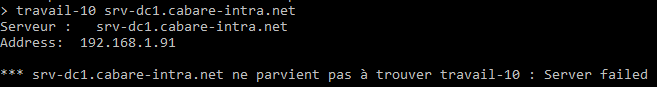 > travail-10 srv-dc1.cabare-intra.net
Serveur :   srv-dc1.cabare-intra.net
Address:  192.168.1.91
*** srv-dc1.cabare-intra.net ne parvient pas à trouver travail-10 : Server failed